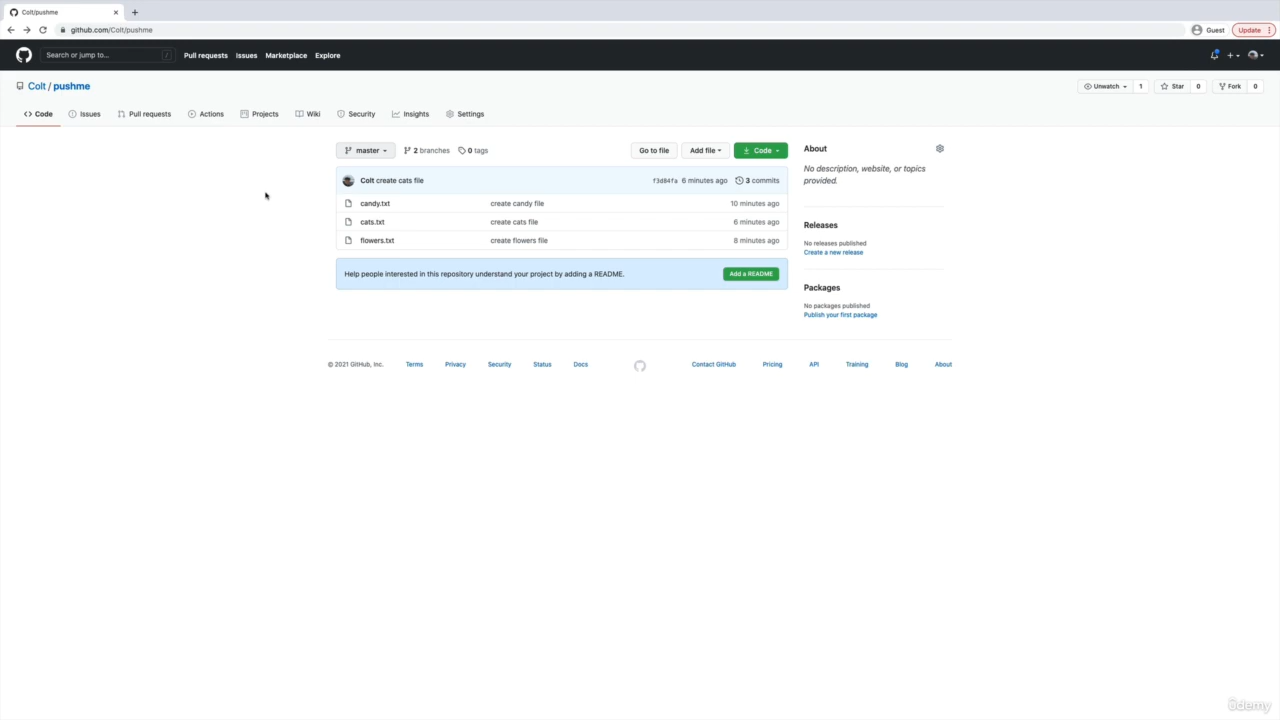 Colt/pushme
github.com/Colt/pushme
Guest
Update
Search or jump to...
/
Pull requests
Issues
Marketplace
Explore
Colt / pushme
Unwatch
1
Star
0
Fork
0
Code
Issues
Pull requests
Actions
Projects
Wiki
Security
Insights
Settings
master
2 branches
0 tags
Go to file
Add file
Code
Colt create cats file
f3d84fa
6 minutes ago
3 commits
candy.txt
create candy file
10 minutes ago
cats.txt
create cats file
6 minutes ago
flowers.txt
create flowers file
8 minutes ago
Help people interested in this repository understand your project by adding a README.
Add a README
About
No description, website, or topics
provided.
Releases
No releases published
Create a new release
Packages
No packages published
Publish your first package
© 2021 GitHub, Inc.
Terms
Privacy
Security
Status
Docs
Contact GitHub
Pricing
API
Training
Blog
About
ûdemy